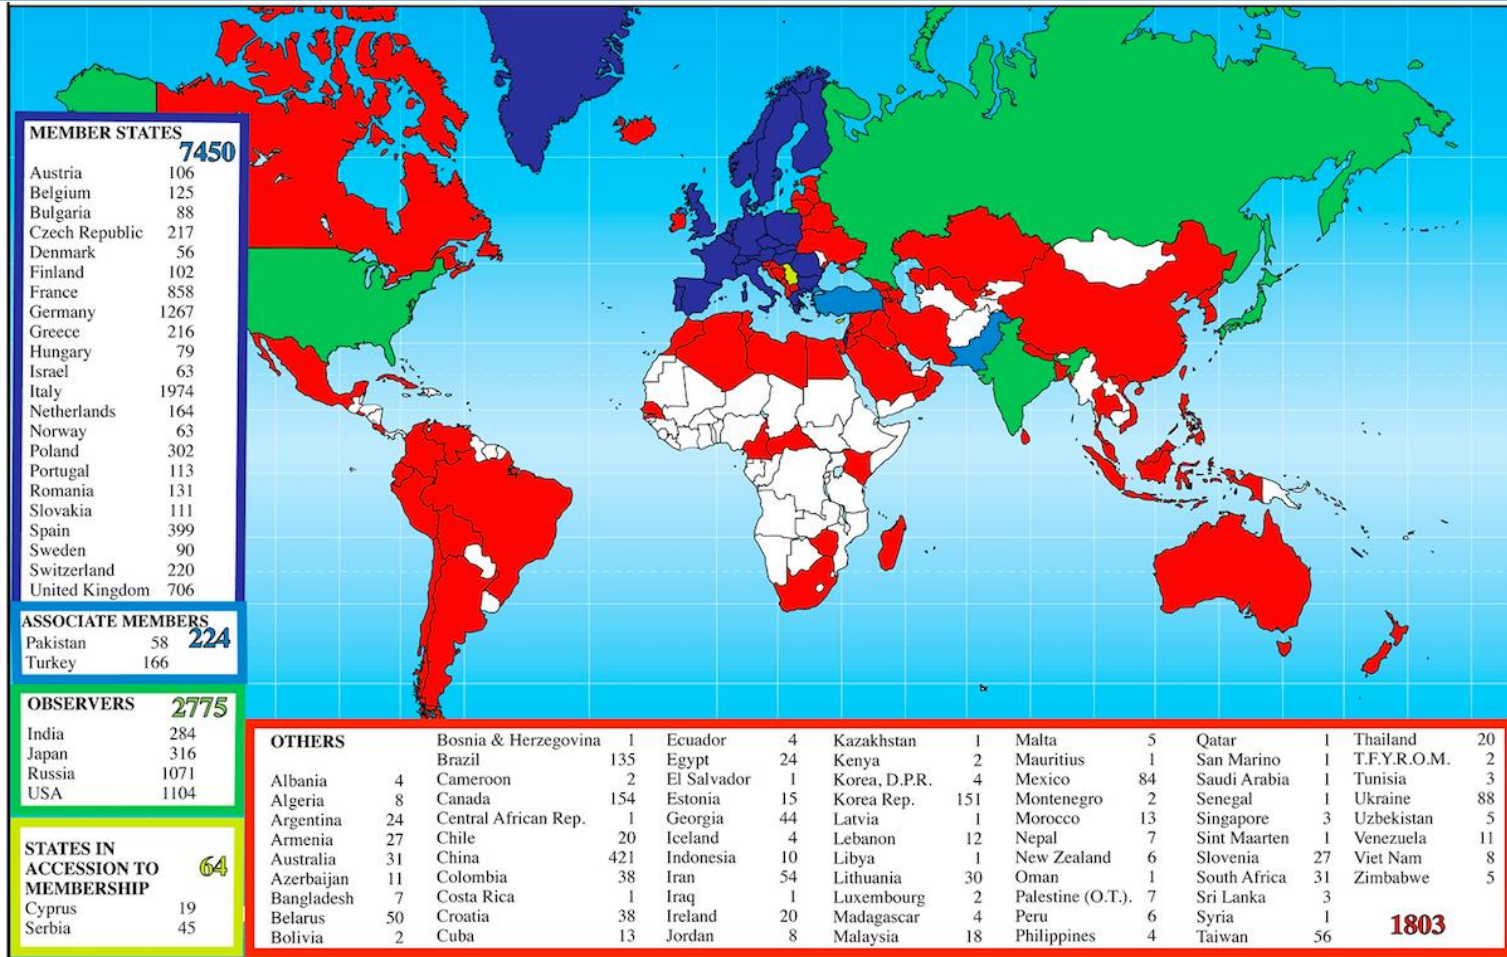 MEMBER STATES
7450
Austria 106
Belgium 125
Bulgaria 88
Czech Republic 217
Denmark 56
Finland 102
France 858
Germany 1267
Greece 216
Hungary 79
Israel 63
Italy 1974
Netherlands 164
Norway 63
Poland 302
Portugal 113
Romania 131
Slovakia 111
Spain 399
Sweden 90
Switzerland 220
United Kingdom 706
ASSOCIATE MEMBERS
224
Pakistan 58
Turkey 166
OBSERVERS 2775
India 284
Japan 316
Russia 1071
USA 1104
STATES IN
ACCESSION TO 64
MEMBERSHIP
Cyprus 19
Serbia 45
OTHERS
Albania 4
Algeria 8
Argentina 24
Armenia 27
Australia 31
Azerbaijan 11
Bangladesh 7
Belarus 50
Bolivia 2
Bosnia & Herzegovina 1
Brazil 135
Cameroon 2
Canada 154
Central African Rep. 1
Chile 20
China 421
Colombia 38
Costa Rica 1
Croatia 38
Cuba 13
Ecuador 4
Egypt 24
El Salvador 1
Estonia 15
Georgia 44
Iceland 4
Indonesia 10
Iran 54
Iraq 1
Ireland 20
Jordan 8
Kazakhstan 1
Kenya 2
Korea, D.P.R. 4
Korea Rep. 151
Latvia 1
Lebanon 12
Libya 1
Lithuania 30
Luxembourg 2
Madagascar 4
Malaysia 18
Malta 5
Mauritius 1
Mexico 84
Montenegro 2
Morocco 13
Nepal 7
New Zealand 6
Oman 1
Palestine (O.T.). 7
Peru 6
Philippines 4
Qatar 1
San Marino 1
Saudi Arabia 1
Senegal 1
Singapore 3
Sint Maarten 1
Slovenia 27
South Africa 31
Sri Lanka 3
Syria 1
Taiwan 56
Thailand 20
T.F.Y.R.O.M. 2
Tunisia 3
Ukraine 88
Uzbekistan 5
Venezuela 11
Viet Nam 8
Zimbabwe 5
1803